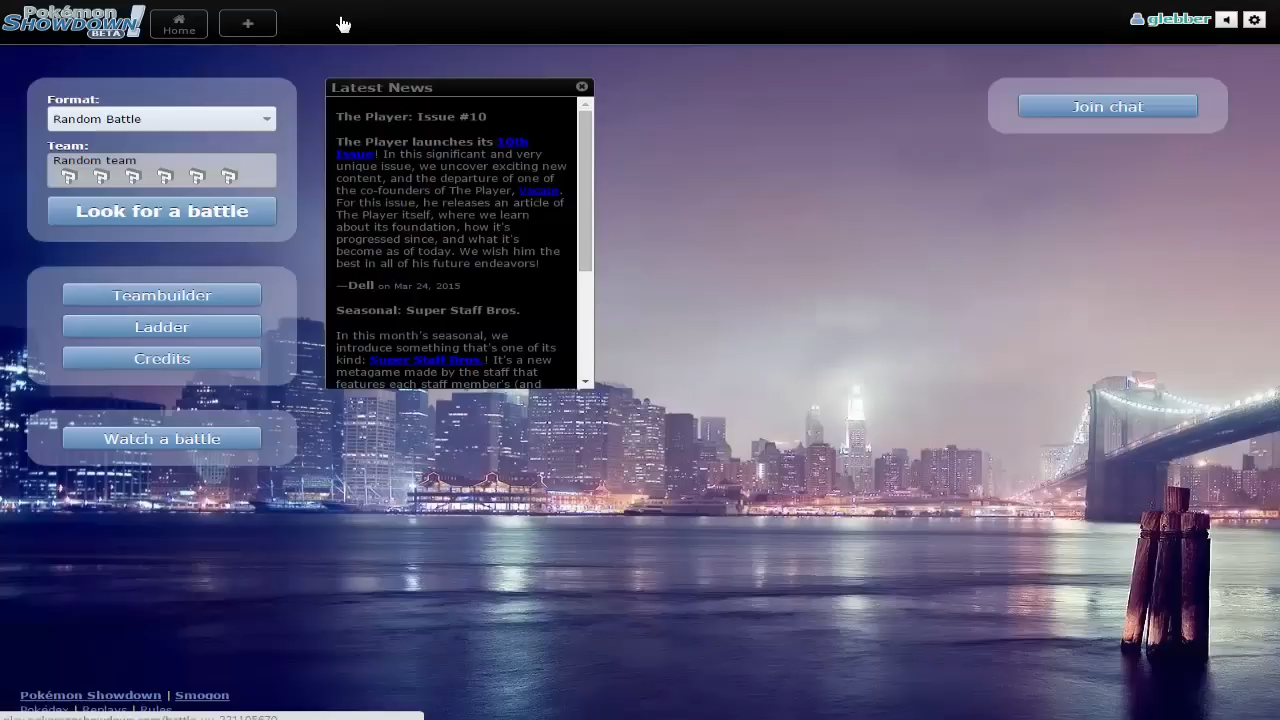 Pokémon
SHOWDOWN!
BETA
Home
+
glebber
Format:
Random Battle
Team:
Random team
Look for a battle
Teambuilder
Ladder
Credits
Watch a battle
Latest News
The Player: Issue #10
The Player launches its 10th
Issue! In this significant and very
unique issue, we uncover exciting new
content, and the departure of one of
the co-founders of The Player,
For this issue, he releases an article of
The Player itself, where we learn
about its foundation, how it's
progressed since, and what it's
become as of today. We wish him the
best in all of his future endeavors!
—Dell on Mar 24, 2015
Seasonal: Super Staff Bros.
In this month's seasonal, we
introduce something that's one of its
kind: Super Staff Bros.! It's a new
metagame made by the staff that
features each staff member's (and
Join chat
Pokémon Showdown | Smogon
Pokédex | Replays | Rules